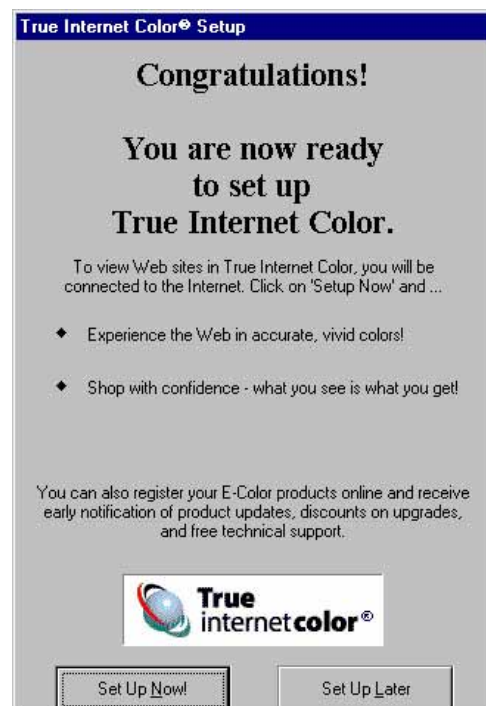 True Internet Color® Setup
Congratulations!
You are now ready
to set up
True Internet Color.
To view Web sites in True Internet Color, you will be
connected to the Internet. Click on 'Setup Now' and ...
Experience the Web in accurate, vivid colors!
Shop with confidence - what you see is what you get!
You can also register your E-Color products online and receive
early notification of product updates, discounts on upgrades,
and free technical support.
True
internetcolor®
Set Up Now!
Set Up Later